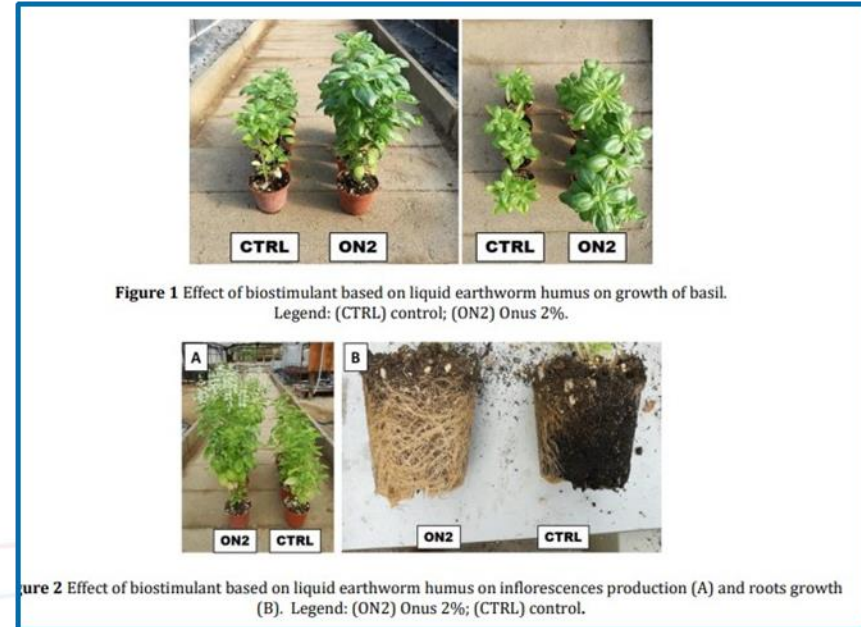 CTRL
ON2
CTRL
ON2
Figure 1 Effect of biostimulant based on liquid earthworm humus on growth of basil.
Legend: (CTRL) control; (ON2) Onus 2%.
A
B
ON2
CTRL
ON2
CTRL
gure 2 Effect of biostimulant based on liquid earthworm humus on inflorescences production (A) and roots growth
(B). Legend: (ON2) Onus 2%; (CTRL) control.